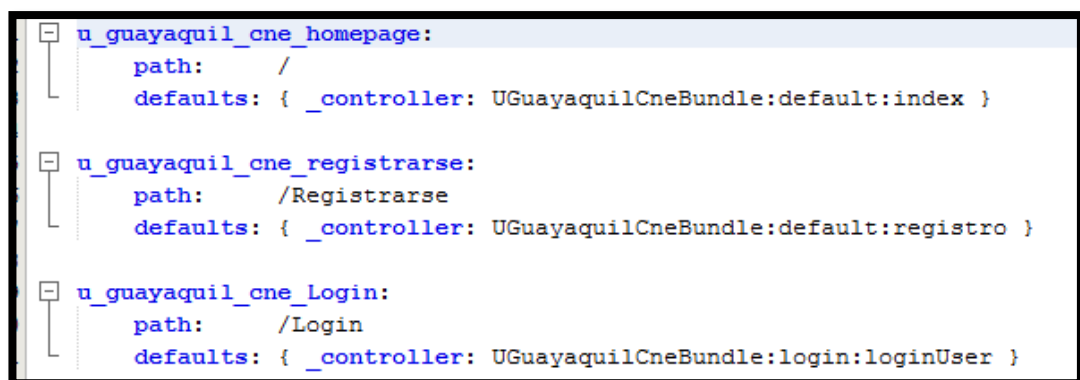 u_guayaquil_cne_homepage:
path: /
defaults: { _controller: UGuayaquilCneBundle:default:index }
u_guayaquil_cne_registrarse:
path: /Registrarse
defaults: { _controller: UGuayaquilCneBundle:default:registro }
u_guayaquil_cne_Login:
path: /Login
defaults: { _controller: UGuayaquilCneBundle:login:loginUser }